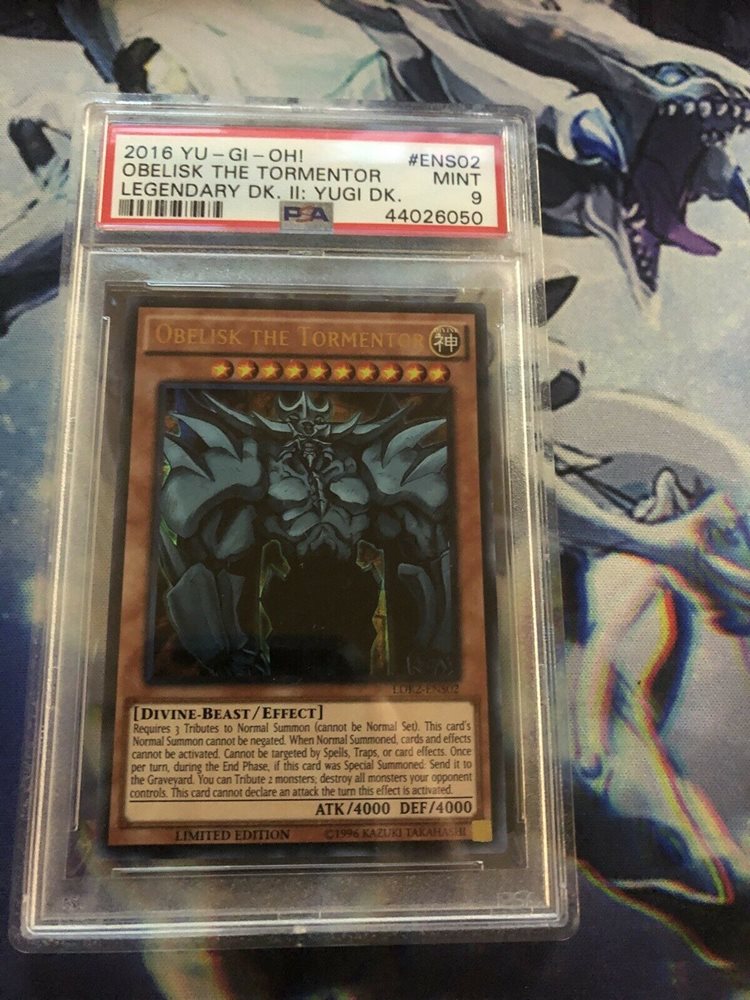 2016 YU-GI-OH! #ENS02
OBELISK THE TORMENTOR MINT
LEGENDARY DK. II: YUGI DK. 9
PSA 44026050
OBELISK THE TORMENTOR
DIVINE
神
LDK2-ENS02
[DIVINE-BEAST/EFFECT]
Requires 3 Tributes to Normal Summon (cannot be Normal Set). This card's
Normal Summon cannot be negated. When Normal Summoned, cards and effects
cannot be activated. Cannot be targeted by Spells, Traps, or card effects. Once
per turn, during the End Phase, if this card was Special Summoned: Send it to
the Graveyard. You can Tribute 2 monsters; destroy all monsters your opponent
controls. This card cannot declare an attack the turn this effect is activated.
ATK/4000 DEF/4000
LIMITED EDITION ©1996 KAZUKI TAKAHASHI
PSA